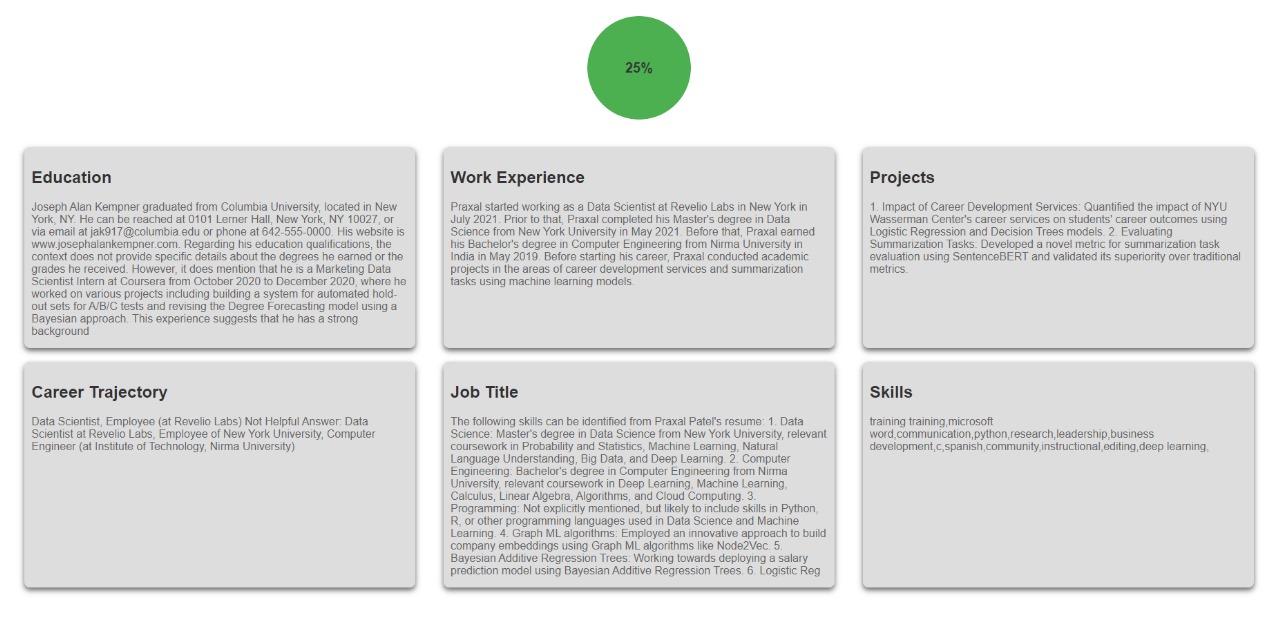 25%
Education
Joseph Alan Kempner graduated from Columbia University, located in New
York, NY. He can be reached at 0101 Lerner Hall, New York, NY 10027, or
via email at jak917@columbia.edu or phone at 642-555-0000. His website is
www.josephalankempner.com. Regarding his education qualifications, the
context does not provide specific details about the degrees he earned or the
grades he received. However, it does mention that he is a Marketing Data
Scientist Intern at Coursera from October 2020 to December 2020, where he
worked on various projects including building a system for automated hold-
out sets for A/B/C tests and revising the Degree Forecasting model using a
Bayesian approach. This experience suggests that he has a strong
background
Work Experience
Praxal started working as a Data Scientist at Revelio Labs in New York in
July 2021. Prior to that, Praxal completed his Master's degree in Data
Science from New York University in May 2021. Before that, Praxal earned
his Bachelor's degree in Computer Engineering from Nirma University in
India in May 2019. Before starting his career, Praxal conducted academic
projects in the areas of career development services and summarization
tasks using machine learning models.
Projects
1. Impact of Career Development Services: Quantified the impact of NYU
Wasserman Center's career services on students' career outcomes using
Logistic Regression and Decision Trees models. 2. Evaluating
Summarization Tasks: Developed a novel metric for summarization task
evaluation using SentenceBERT and validated its superiority over traditional
metrics.
Career Trajectory
Data Scientist, Employee (at Revelio Labs) Not Helpful Answer: Data
Scientist at Revelio Labs, Employee of New York University, Computer
Engineer (at Institute of Technology, Nirma University)
Job Title
The following skills can be identified from Praxal Patel's resume: 1. Data
Science: Master's degree in Data Science from New York University, relevant
coursework in Probability and Statistics, Machine Learning, Natural
Language Understanding, Big Data, and Deep Learning. 2. Computer
Engineering: Bachelor's degree in Computer Engineering from Nirma
University, relevant coursework in Deep Learning, Machine Learning,
Calculus, Linear Algebra, Algorithms, and Cloud Computing. 3.
Programming: Not explicitly mentioned, but likely to include skills in Python,
R, or other programming languages used in Data Science and Machine
Learning. 4. Graph ML algorithms: Employed an innovative approach to build
company embeddings using Graph ML algorithms like Node2Vec. 5.
Bayesian Additive Regression Trees: Working towards deploying a salary
prediction model using Bayesian Additive Regression Trees. 6. Logistic Reg
Skills
training training,microsoft
word,communication,python,research,leadership,business
development,c,spanish,community,instructional,editing,deep learning,